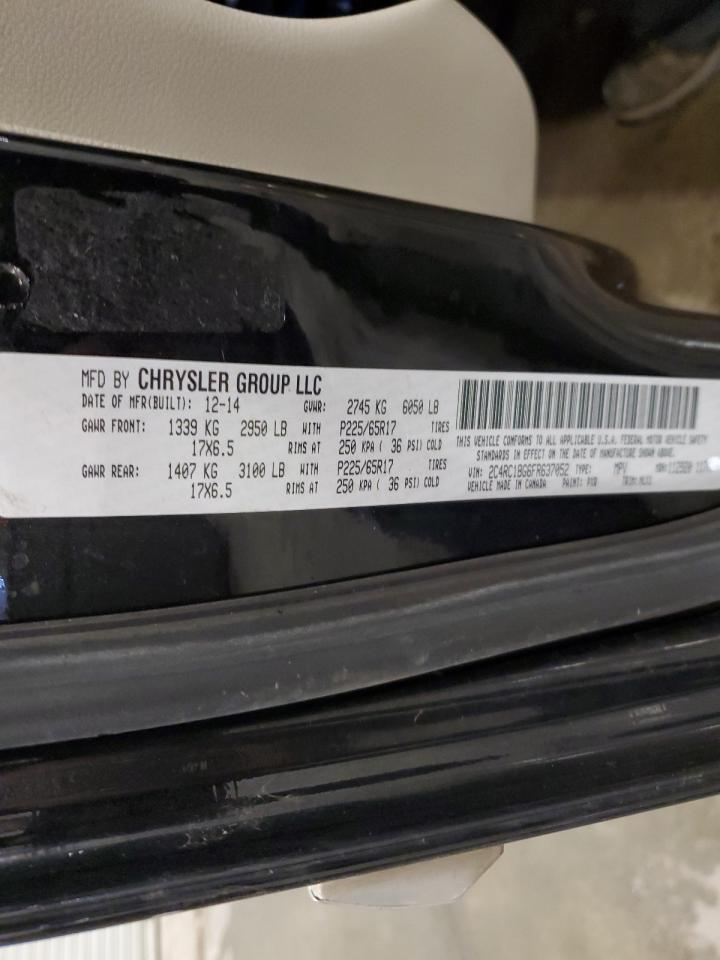 MFD BY CHRYSLER GROUP LLC
DATE OF MFR(BUILT): 12-14 GVWR: 2745 KG 6050 LB
GAWR FRONT: 1339 KG 2950 LB WITH P225/65R17 TIRES
17X6.5 RIMS AT 250 KPA ( 36 PSI) COLD
GAWR REAR: 1407 KG 3100 LB WITH P225/65R17 TIRES
17X6.5 RIMS AT 250 KPA ( 36 PSI) COLD
THIS VEHICLE CONFORMS TO ALL APPLICABLE U.S.A. FEDERAL MOTOR VEHICLE SAFETY
STANDARDS IN EFFECT ON THE DATE OF MANUFACTURE SHOWN ABOVE.
VIN: 2C4RC1BG6FR637052 TYPE: MPV MDH:
VEHICLE MADE IN CANADA PAINT: PXR TRIM: